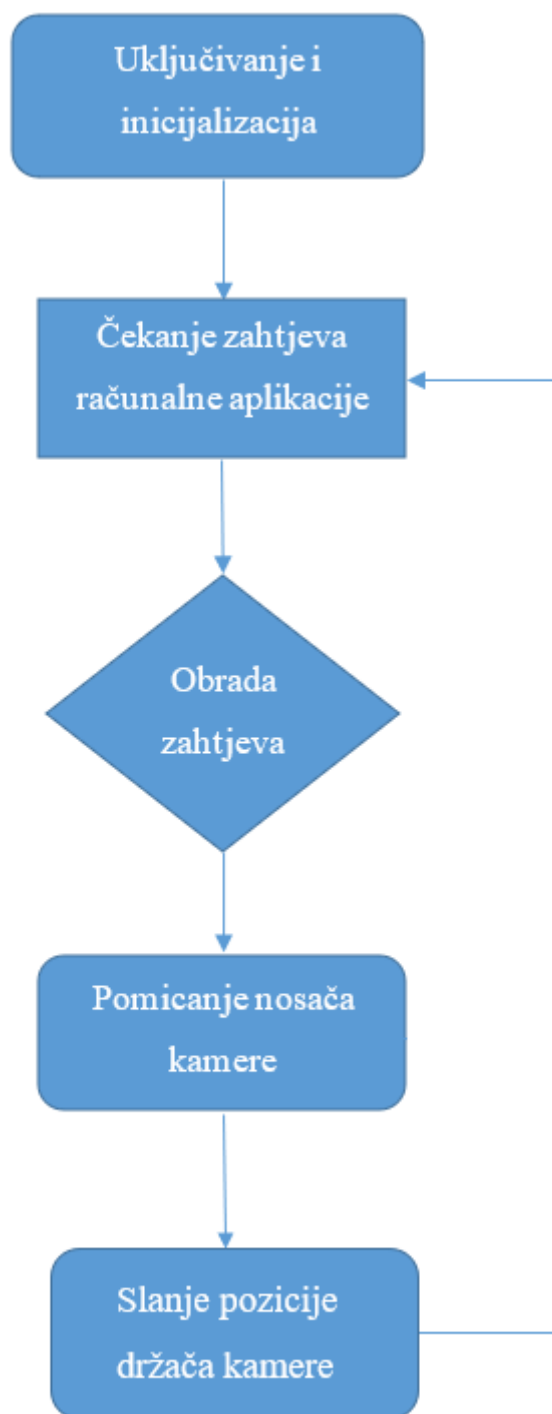 Uključivanje i
inicijalizacija
Čekanje zahtjeva
računalne aplikacije
Obrada
zahtjeva
Pomicanje nosača
kamere
Slanje pozicije
držača kamere